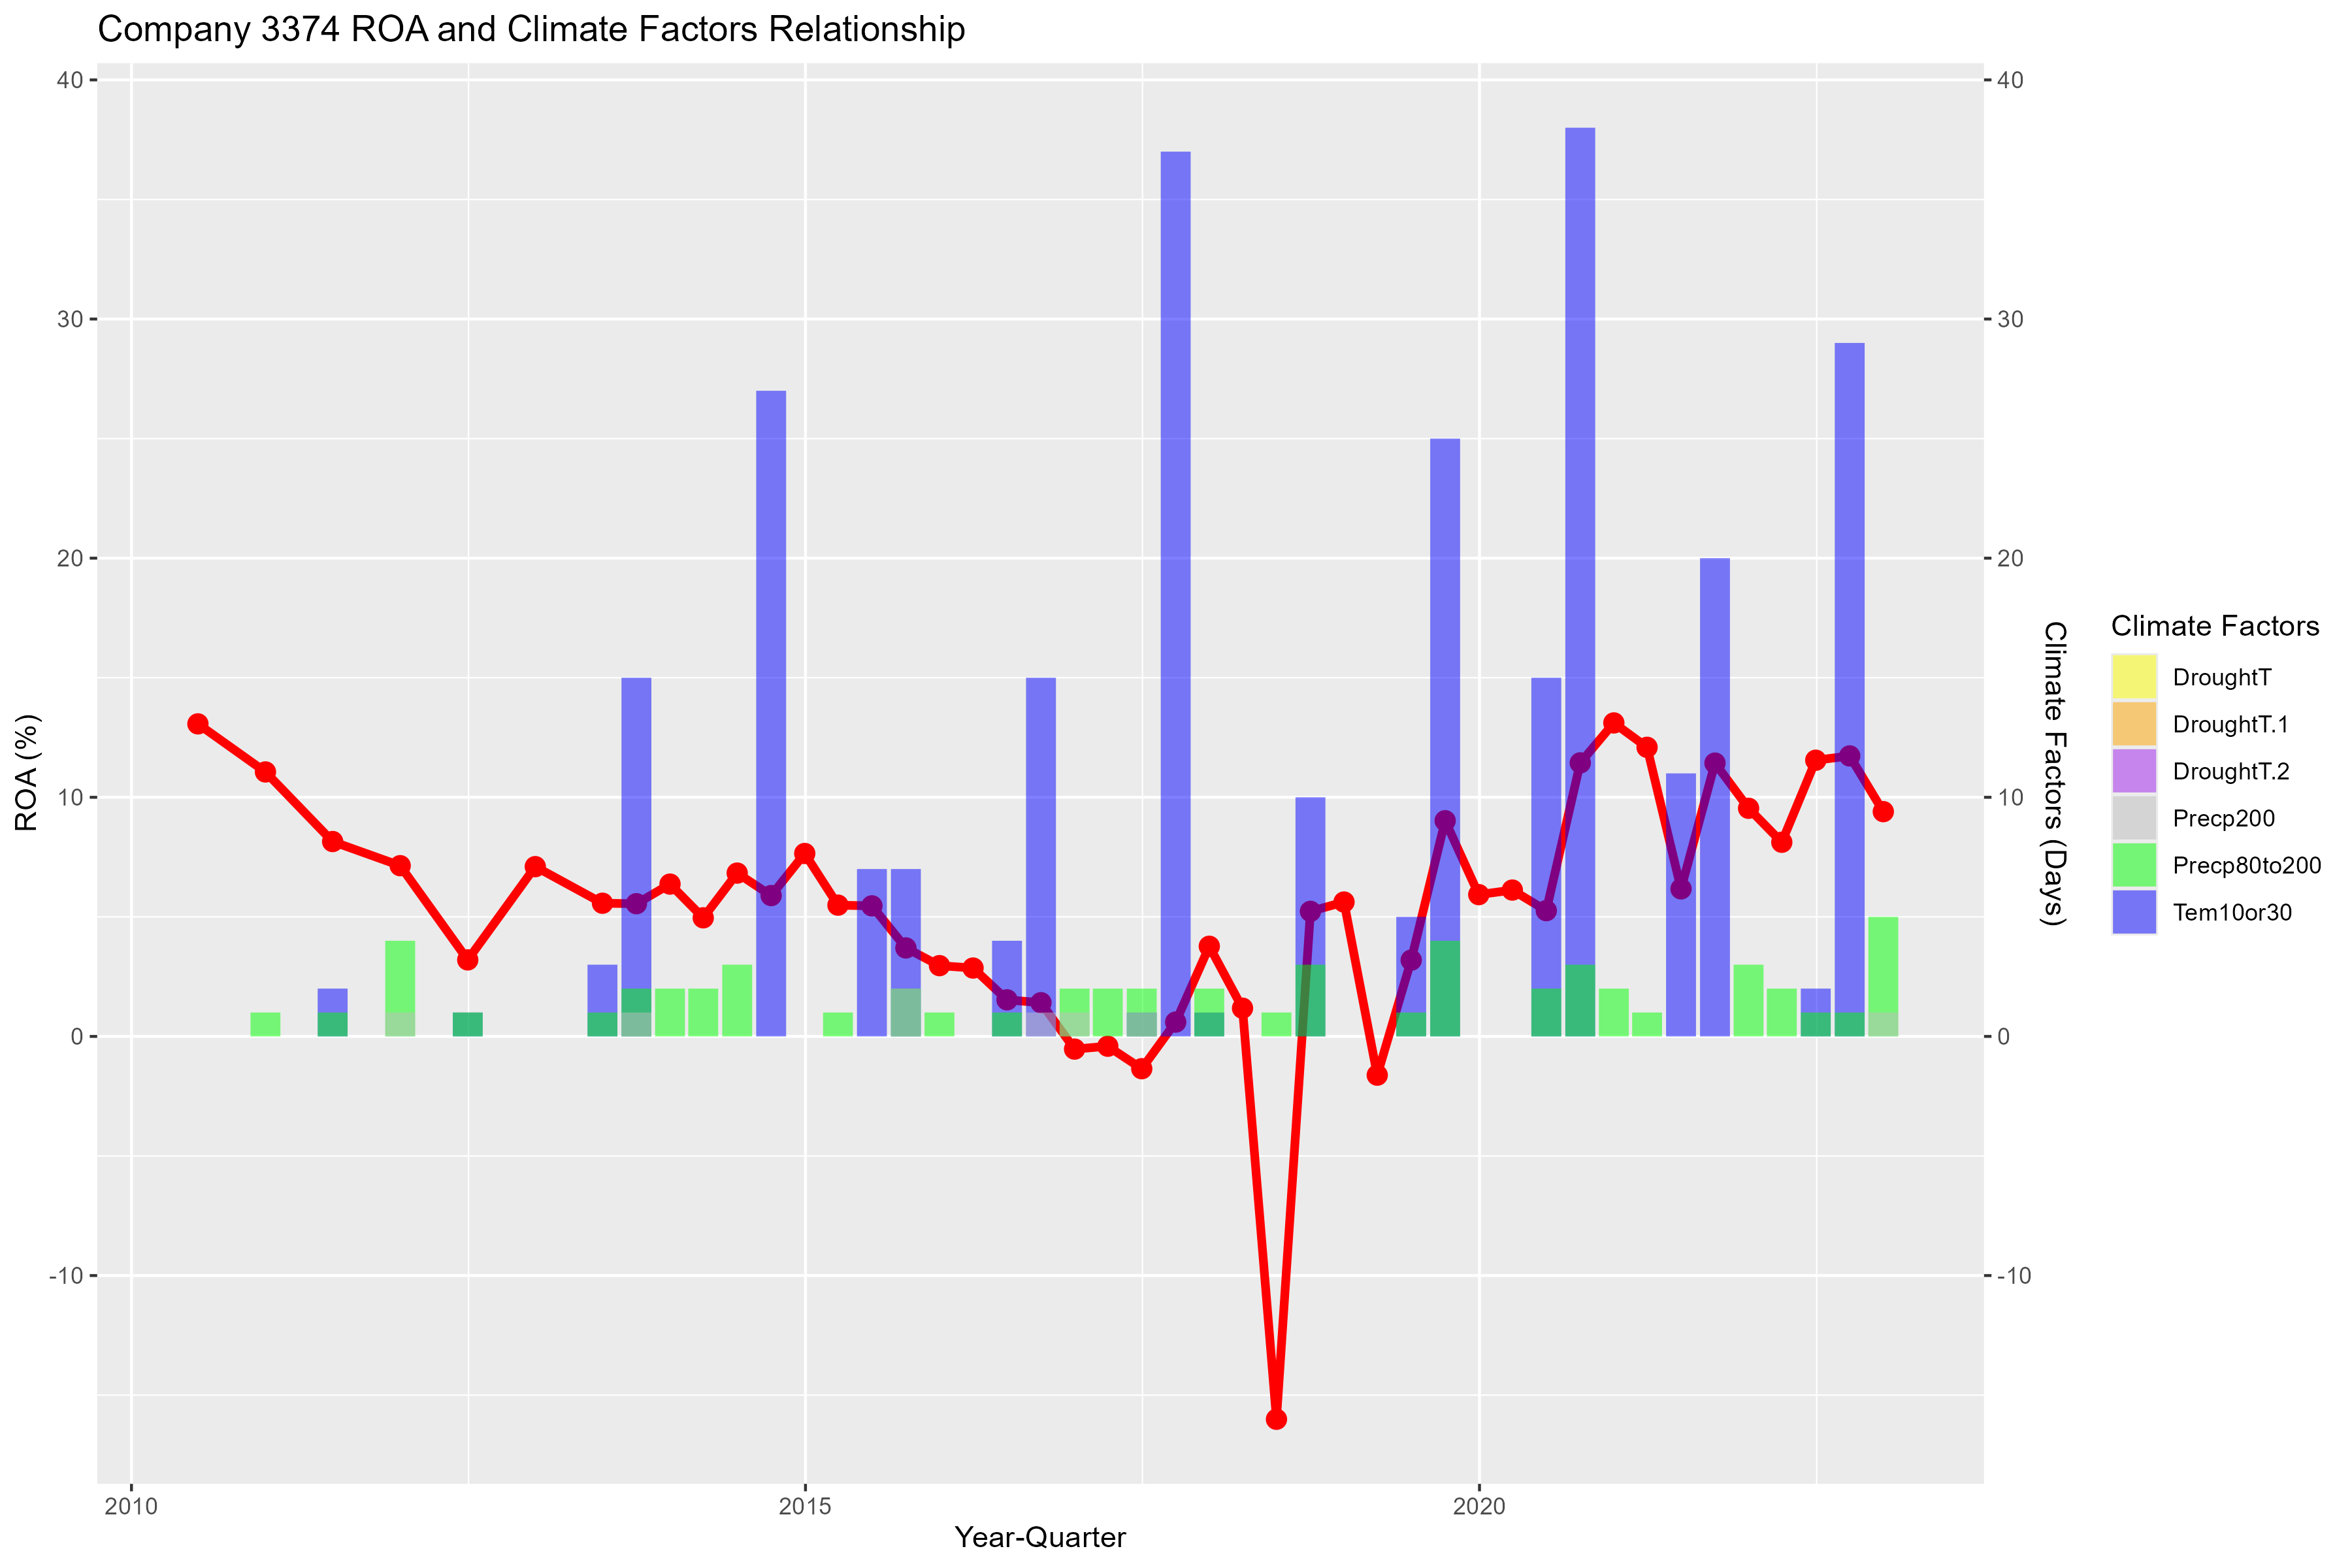 Company 3374 ROA and Climate Factors Relationship
40
30
20
10
0
-10
ROA (%)
40
30
20
10
0
-10
Climate Factors (Days)
2010
2015
2020
Year-Quarter
Climate Factors
DroughtT
DroughtT.1
DroughtT.2
Precp200
Precp80to200
Tem10or30